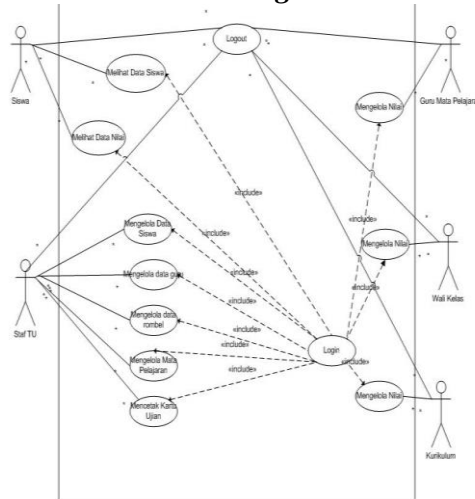 Logout
Siswa
Melihat Data Siswa
Guru Mata Pelajara
Mengelola Nilai
Melihat Data Nilai
«include»
Mengelola Data
Siswa
«include»
«include»
Mengelola Nilai
Wali Kelas
«include»
Mengelola data guru
«include»
Staf TU
Mengelola data
rombel
«include»
Login
«include»
«include»
Mengelola Mata
Pelajaran
«include»
Mencetak Kartu
Ujian
Mengelola Nilai
Kurikulum